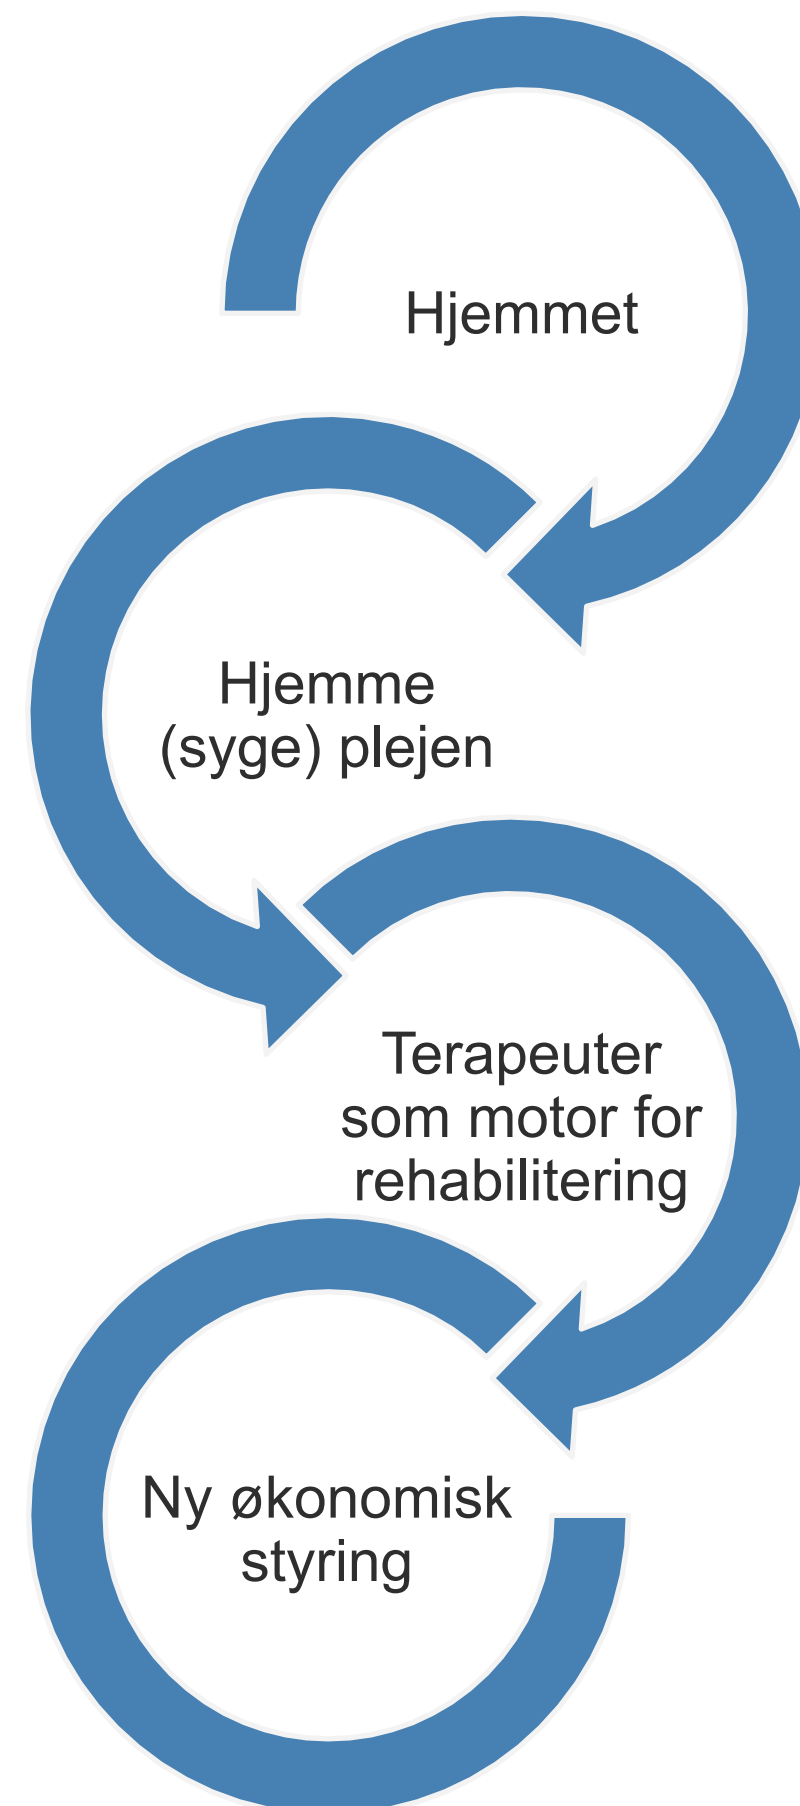 Hjemmet
Hjemme
(syge) plejen
Terapeuter
som motor for
rehabilitering
Ny økonomisk
styring